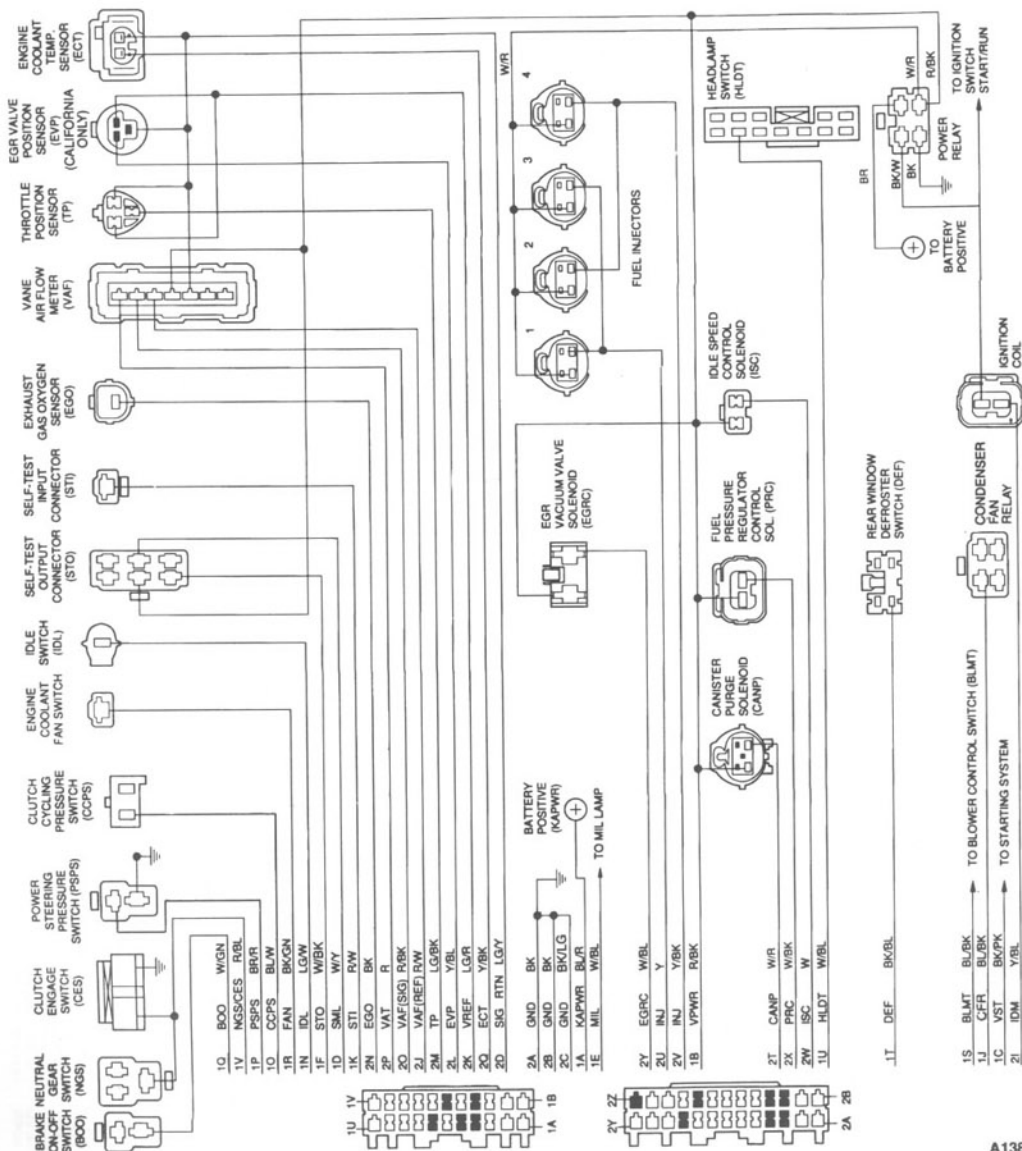 BRAKE
ON-OFF
SWITCH
(BOO)
NEUTRAL
GEAR
SWITCH
(NGS)
CLUTCH
ENGAGE
SWITCH
(CES)
POWER
STEERING
PRESSURE
SWITCH (PSPS)
CLUTCH
CYCLING
PRESSURE
SWITCH
(CCPS)
ENGINE
COOLANT
FAN SWITCH
IDLE
SWITCH
(IDL)
SELF-TEST
OUTPUT
CONNECTOR
(STO)
SELF-TEST
INPUT
CONNECTOR
(STI)
EXHAUST
GAS OXYGEN
SENSOR
(EGO)
VANE
AIR FLOW
METER
(VAF)
THROTTLE
POSITION
SENSOR
(TP)
EGR VALVE
POSITION
SENSOR
(EVP)
(CALIFORNIA
ONLY)
ENGINE
COOLANT
TEMP.
SENSOR
(ECT)
1Q BOO W/GN
1V NGS/CES R/BL
1P PSPS BR/R
1O CCPS BL/W
1R FAN BK/GN
1N IDL LG/W
1F STO W/BK
1D SML W/Y
1K STI R/W
2N EGO BK
2P VAT R
2O VAF(SIG) R/BK
2J VAF(REF) R/W
2M TP LG/BK
2L EVP Y/BL
2K VREF LG/R
2Q ECT Y/BK
2D SIG RTN LG/Y
1U 1V
1A 1B
2A GND BK
2B GND BK
2C GND BK/LG
1A KAPWR BL/R
1E MIL W/BL
BATTERY
POSITIVE
(KAPWR)
TO MIL LAMP
2Y EGRC W/BL
2U INJ Y
2V INJ Y/BK
1B VPWR R/BK
2T CANP W/R
2X PRC W/BK
2W ISC W
1U HLDT W/BL
2Y 2Z
2A 2B
EGR
VACUUM VALVE
SOLENOID
(EGRC)
1
2
3
4
FUEL INJECTORS
W/R
CANISTER
PURGE
SOLENOID
(CANP)
FUEL
PRESSURE
REGULATOR
CONTROL
SOL. (PRC)
IDLE SPEED
CONTROL
SOLENOID
(ISC)
HEADLAMP
SWITCH
(HLDT)
1T DEF BK/BL
REAR WINDOW
DEFROSTER
SWITCH (DEF)
BR
BK/W
BK
W/R
R/BK
POWER
RELAY
TO
BATTERY
POSITIVE
TO IGNITION
SWITCH
START/RUN
1S BLMT BL/BK
TO BLOWER CONTROL SWITCH (BLMT)
1J CFR BL/BK
1C VST BK/PK
TO STARTING SYSTEM
2I IDM Y/BL
CONDENSER
FAN
RELAY
IGNITION
COIL